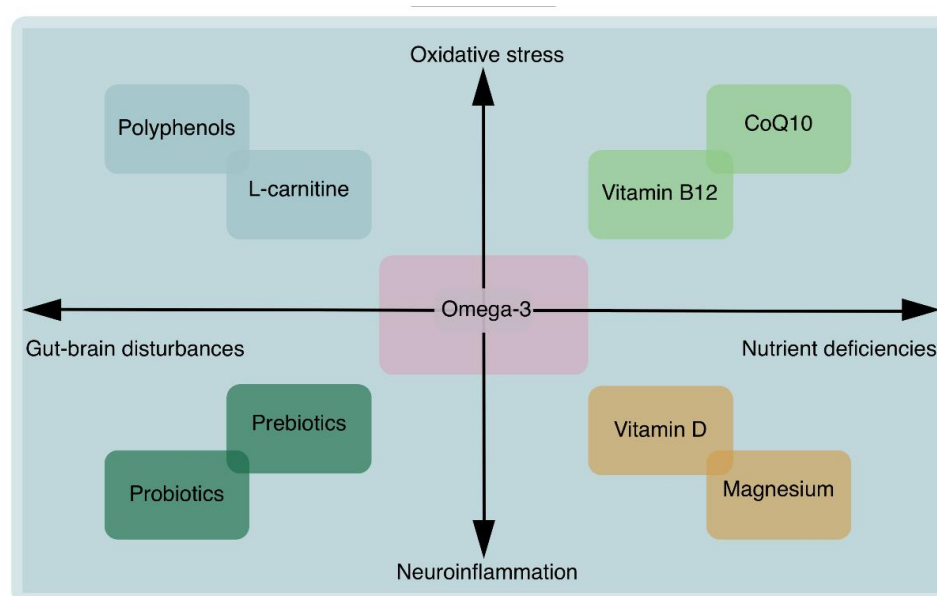 Oxidative stress
Polyphenols
CoQ10
L-carnitine
Vitamin B12
Omega-3
Gut-brain disturbances
Nutrient deficiencies
Prebiotics
Vitamin D
Probiotics
Magnesium
Neuroinflammation